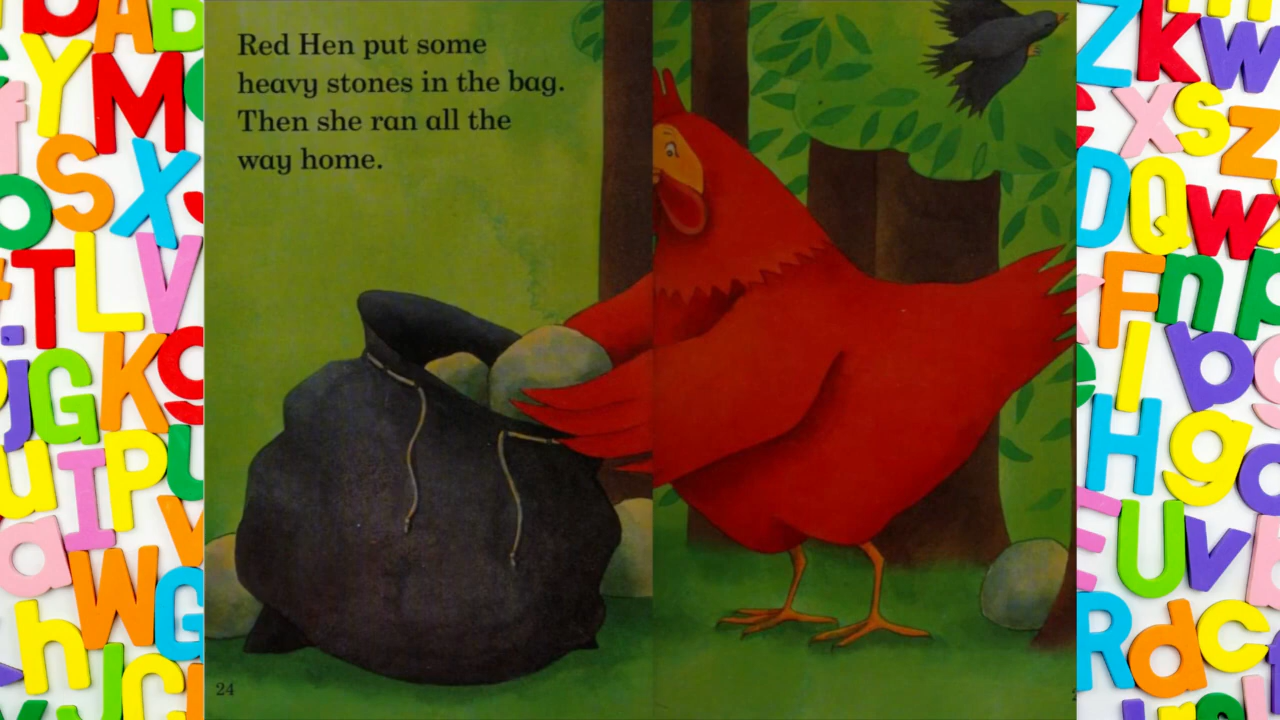 Red Hen put some
heavy stones in the bag.
Then she ran all the
way home.
24